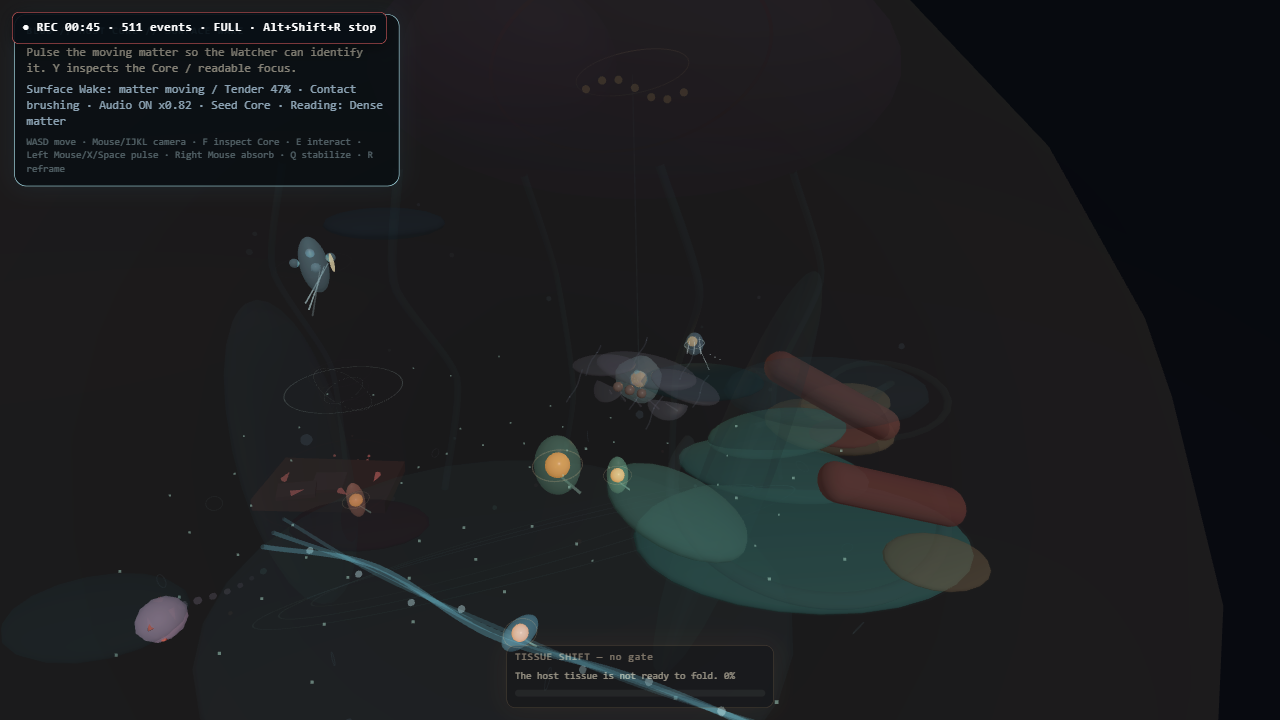 ● REC 00:45 · 511 events · FULL · Alt+Shift+R stop
Pulse the moving matter so the Watcher can identify
it. Y inspects the Core / readable focus.
Surface Wake: matter moving / Tender 47% · Contact
brushing · Audio ON x0.82 · Seed Core · Reading: Dense
matter
WASD move · Mouse/IJKL camera · F inspect Core · E interact ·
Left Mouse/X/Space pulse · Right Mouse absorb · Q stabilize · R
reframe
TISSUE SHIFT — no gate
The host tissue is not ready to fold. 0%